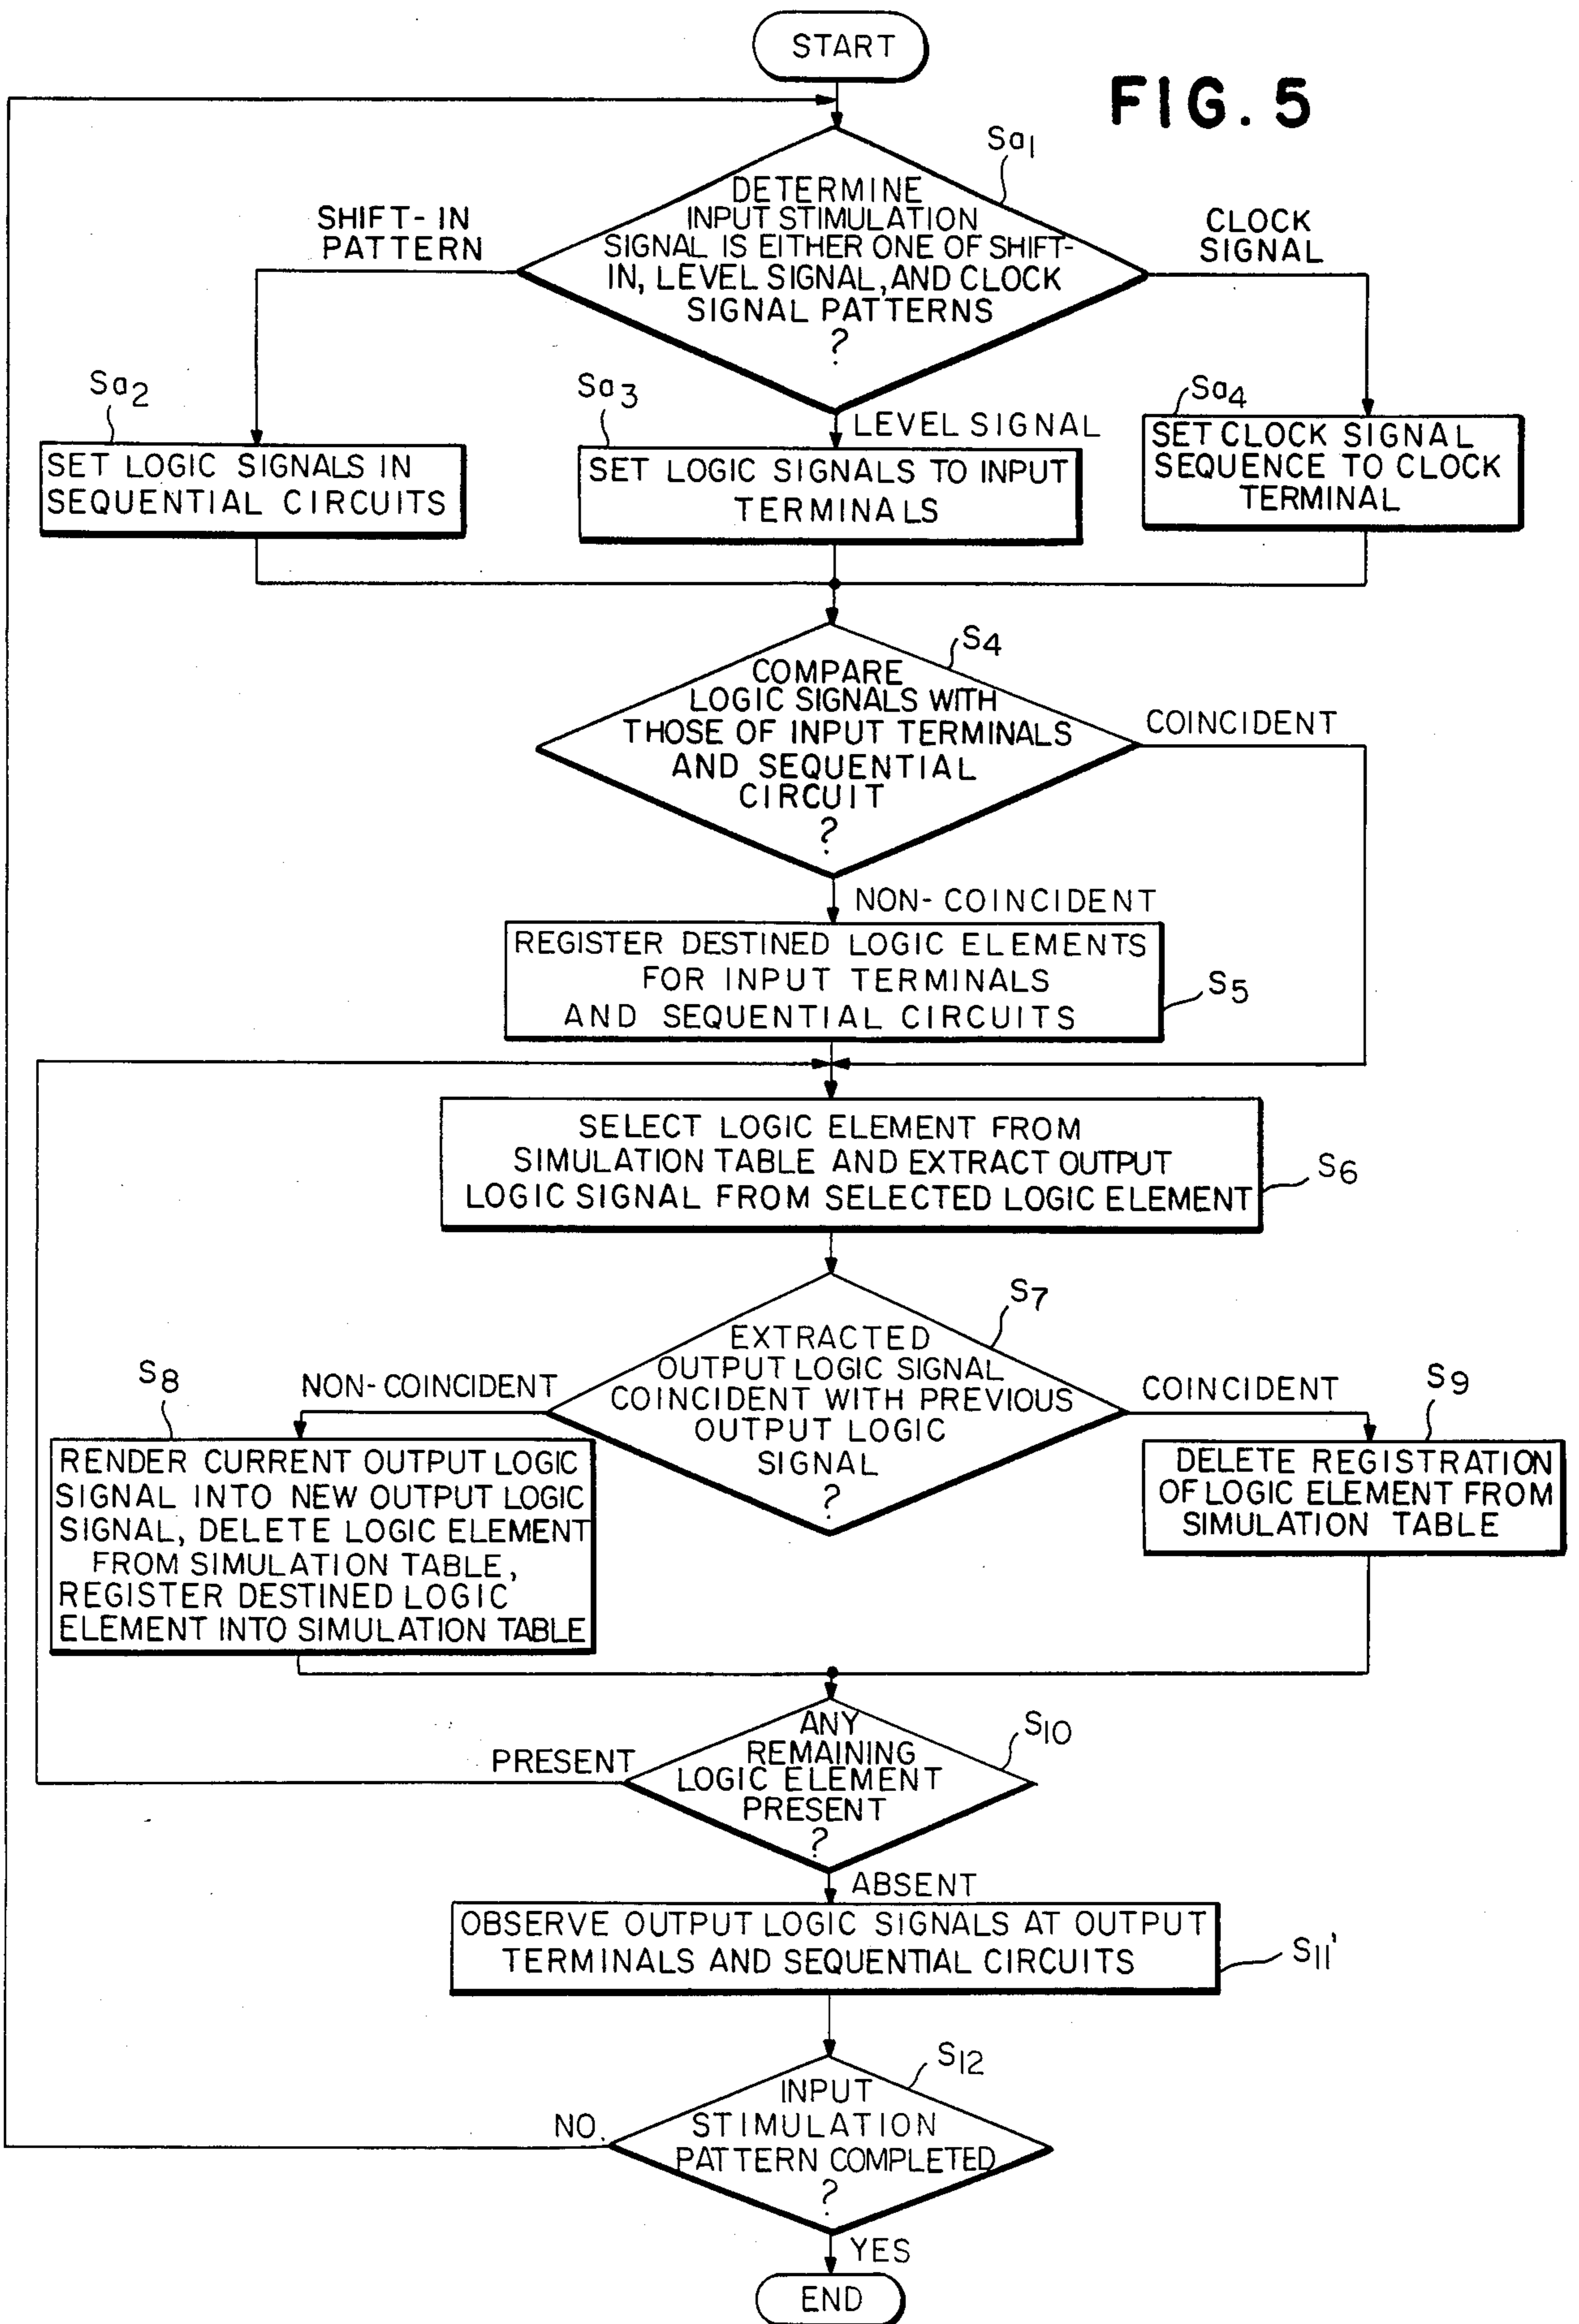 START
FIG. 5
Sa1
DETERMINE
INPUT STIMULATION
SIGNAL IS EITHER ONE OF SHIFT-
IN, LEVEL SIGNAL, AND CLOCK
SIGNAL PATTERNS
?
SHIFT-IN
PATTERN
CLOCK
SIGNAL
Sa2
SET LOGIC SIGNALS IN
SEQUENTIAL CIRCUITS
Sa3
LEVEL SIGNAL
SET LOGIC SIGNALS TO INPUT
TERMINALS
Sa4
SET CLOCK SIGNAL
SEQUENCE TO CLOCK
TERMINAL
S4
COMPARE
LOGIC SIGNALS WITH
THOSE OF INPUT TERMINALS
AND SEQUENTIAL
CIRCUIT
?
COINCIDENT
NON-COINCIDENT
REGISTER DESTINED LOGIC ELEMENTS
FOR INPUT TERMINALS
AND SEQUENTIAL CIRCUITS
S5
SELECT LOGIC ELEMENT FROM
SIMULATION TABLE AND EXTRACT OUTPUT
LOGIC SIGNAL FROM SELECTED LOGIC ELEMENT
S6
S7
EXTRACTED
OUTPUT LOGIC SIGNAL
COINCIDENT WITH PREVIOUS
OUTPUT LOGIC
SIGNAL
?
NON-COINCIDENT
COINCIDENT
S8
RENDER CURRENT OUTPUT LOGIC
SIGNAL INTO NEW OUTPUT LOGIC
SIGNAL, DELETE LOGIC ELEMENT
FROM SIMULATION TABLE,
REGISTER DESTINED LOGIC
ELEMENT INTO SIMULATION TABLE
S9
DELETE REGISTRATION
OF LOGIC ELEMENT FROM
SIMULATION TABLE
S10
ANY
REMAINING
LOGIC ELEMENT
PRESENT
?
PRESENT
ABSENT
OBSERVE OUTPUT LOGIC SIGNALS AT OUTPUT
TERMINALS AND SEQUENTIAL CIRCUITS
S11'
S12
INPUT
STIMULATION
PATTERN COMPLETED
?
NO.
YES
END